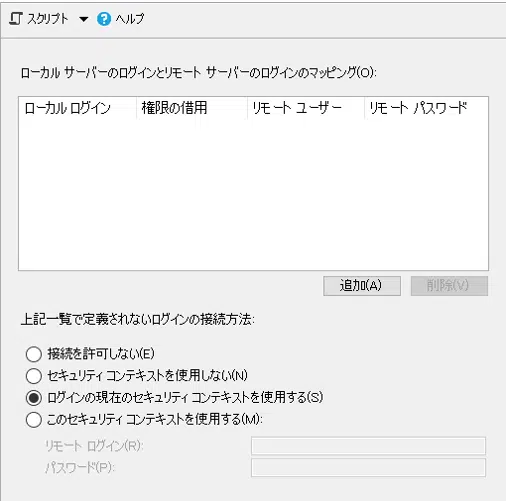 スクリプト ヘルプ
ローカル サーバーのログインとリモート サーバーのログインのマッピング(O):
ローカル ログイン 権限の借用 リモート ユーザー リモート パスワード
追加(A) 削除(V)
上記一覧で定義されないログインの接続方法:
接続を許可しない(E)
セキュリティ コンテキストを使用しない(N)
ログインの現在のセキュリティ コンテキストを使用する(S)
このセキュリティ コンテキストを使用する(M):
リモート ログイン(R):
パスワード(P):